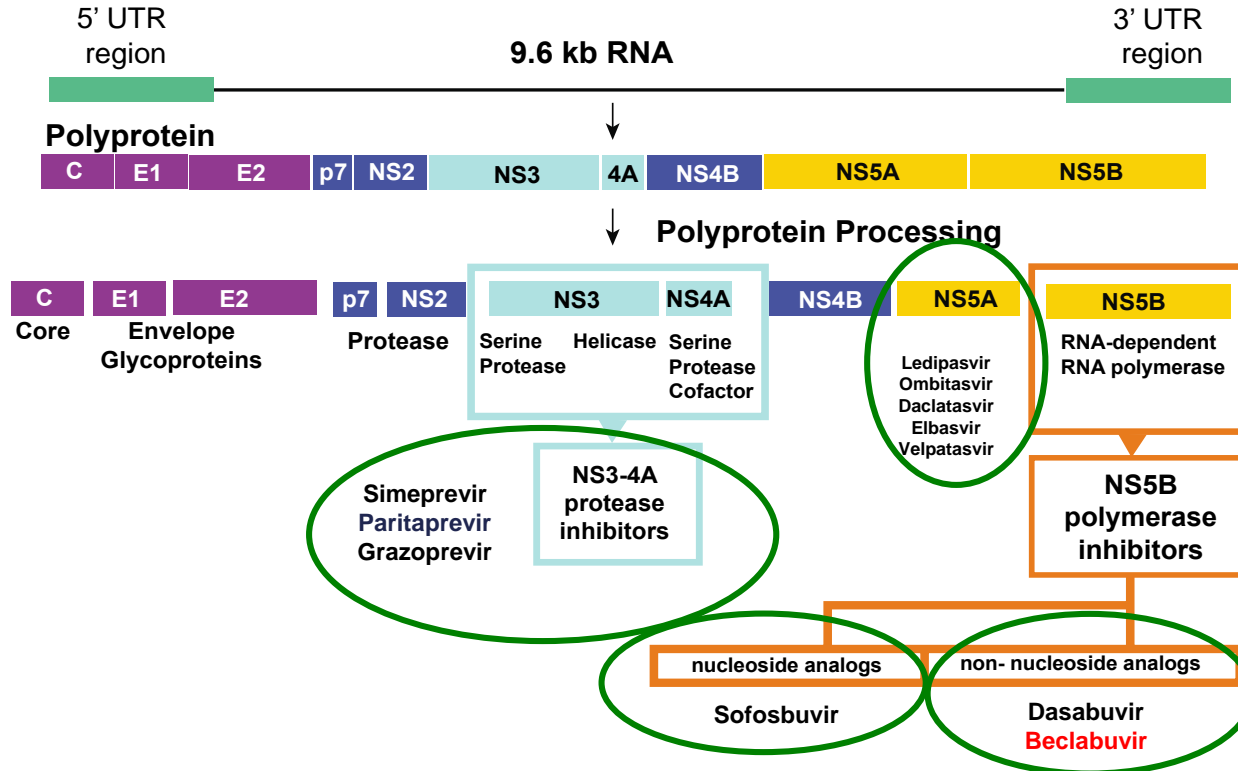 5' UTR
region
9.6 kb RNA
3' UTR
region
Polyprotein
C E1 E2 p7 NS2 NS3 4A NS4B NS5A NS5B
Polyprotein Processing
C E1 E2 p7 NS2 NS3 NS4A NS4B NS5A NS5B
Core
Envelope
Glycoproteins
Protease
Serine
Protease
Helicase
Serine
Protease
Cofactor
Ledipasvir
Ombitasvir
Daclatasvir
Elbasvir
Velpatasvir
RNA-dependent
RNA polymerase
Simeprevir
Paritaprevir
Grazoprevir
NS3-4A
protease
inhibitors
NS5B
polymerase
inhibitors
nucleoside analogs
non- nucleoside analogs
Sofosbuvir
Dasabuvir
Beclabuvir